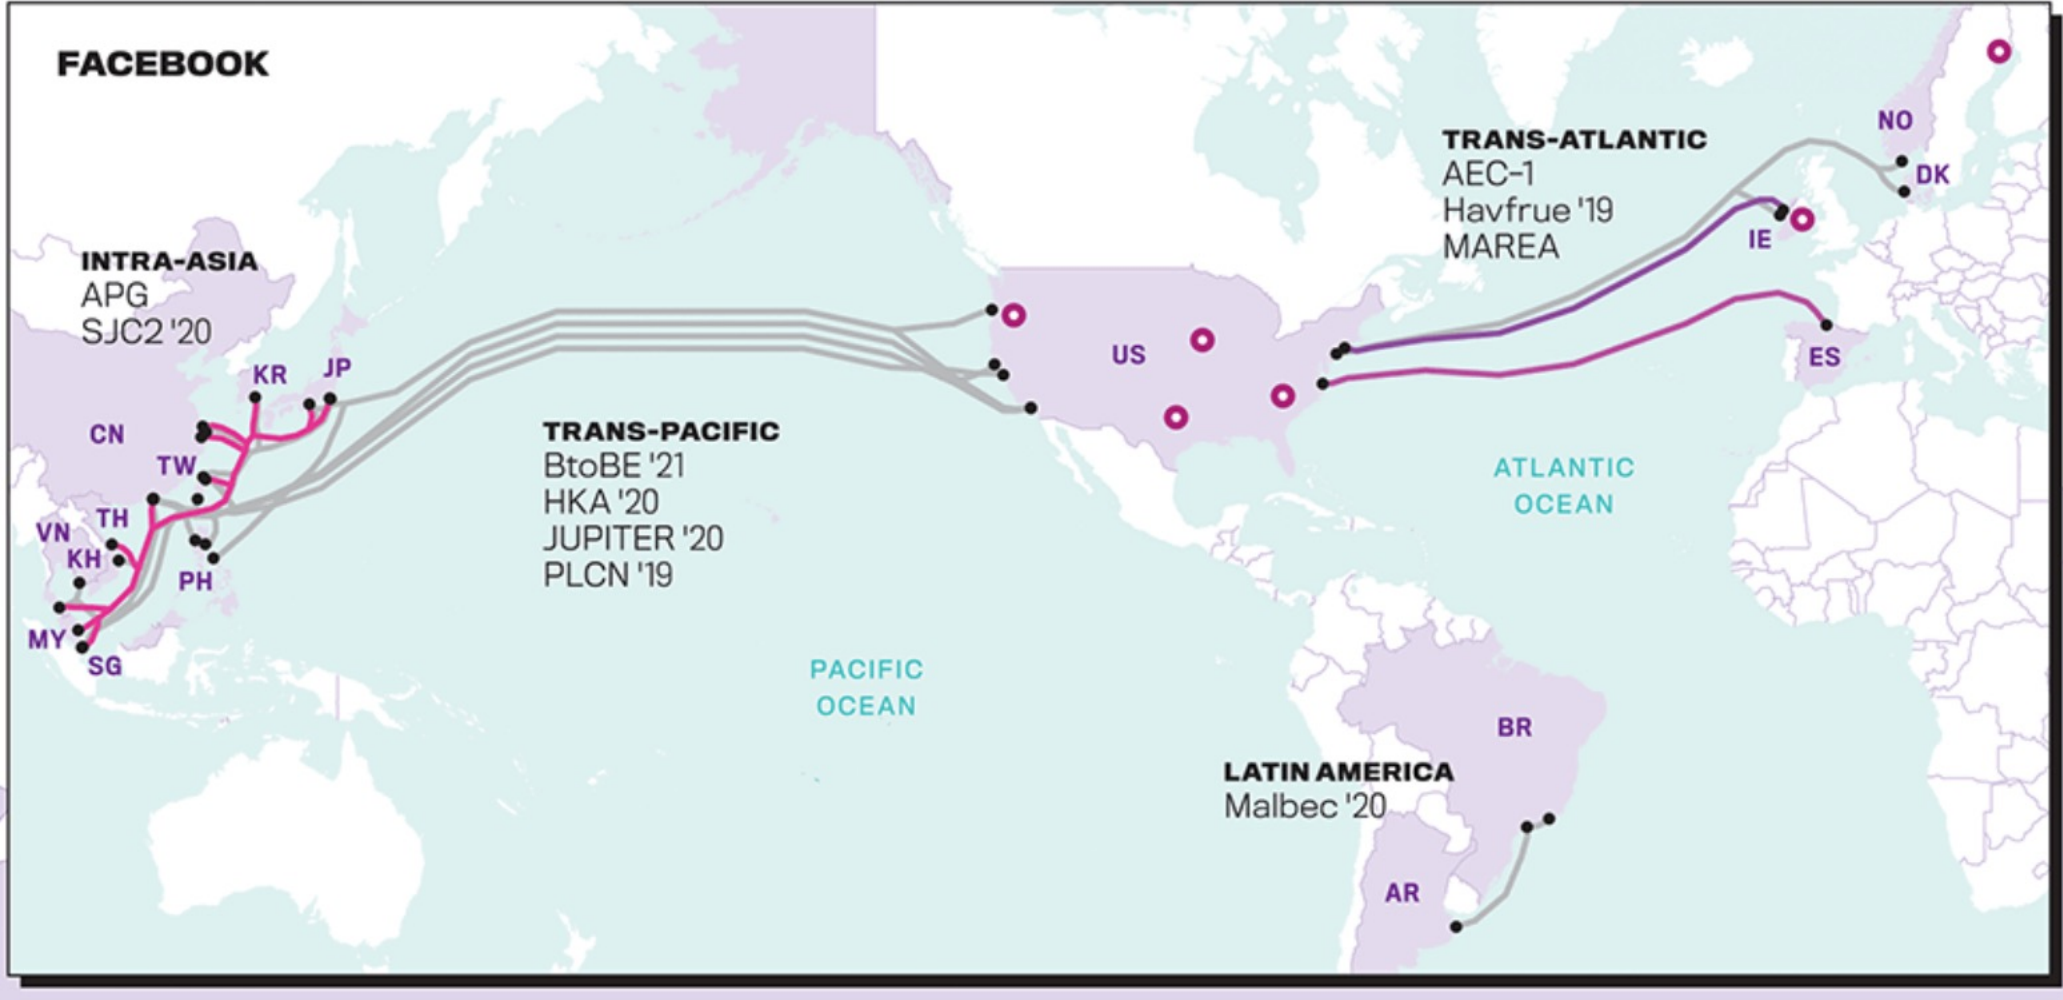 FACEBOOK
INTRA-ASIA
APG
SJC2 '20
KR
JP
CN
TW
TH
VN
KH
PH
MY
SG
TRANS-PACIFIC
BtoBE '21
HKA '20
JUPITER '20
PLCN '19
PACIFIC
OCEAN
US
TRANS-ATLANTIC
AEC-1
Havfrue '19
MAREA
NO
DK
IE
ES
ATLANTIC
OCEAN
BR
LATIN AMERICA
Malbec '20
AR